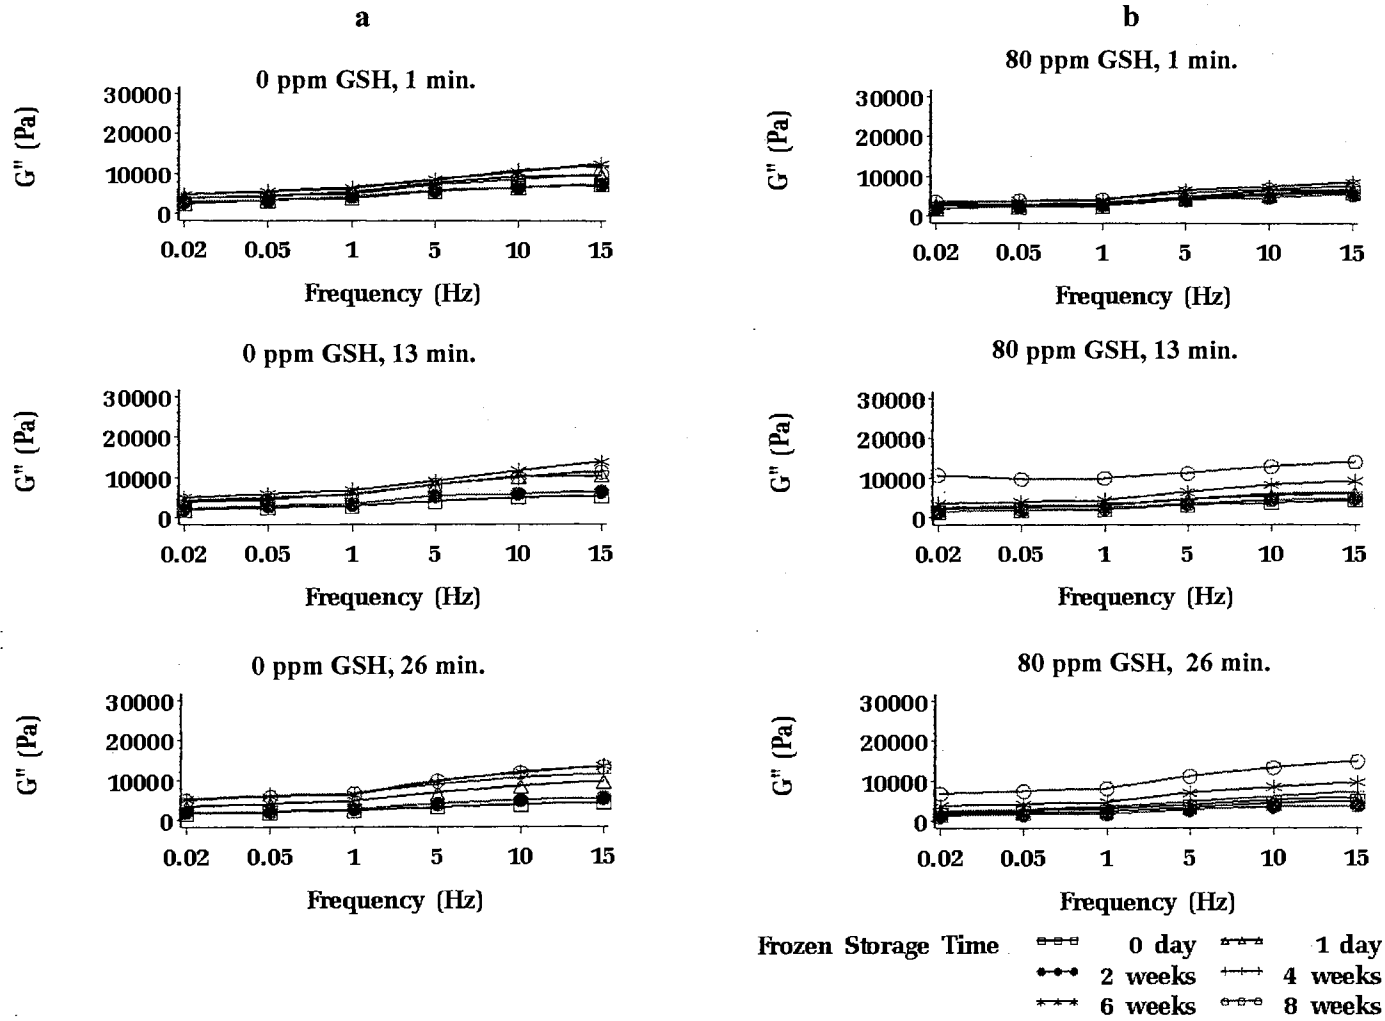 a
b
0 ppm GSH, 1 min.
G" (Pa)
30000
20000
10000
0
0.02 0.05 1 5 10 15
Frequency (Hz)
80 ppm GSH, 1 min.
G" (Pa)
30000
20000
10000
0
0.02 0.05 1 5 10 15
Frequency (Hz)
0 ppm GSH, 13 min.
G" (Pa)
30000
20000
10000
0
0.02 0.05 1 5 10 15
Frequency (Hz)
80 ppm GSH, 13 min.
G" (Pa)
30000
20000
10000
0
0.02 0.05 1 5 10 15
Frequency (Hz)
0 ppm GSH, 26 min.
G" (Pa)
30000
20000
10000
0
0.02 0.05 1 5 10 15
Frequency (Hz)
80 ppm GSH, 26 min.
G" (Pa)
30000
20000
10000
0
0.02 0.05 1 5 10 15
Frequency (Hz)
Frozen Storage Time 0 day 1 day
2 weeks 4 weeks
6 weeks 8 weeks